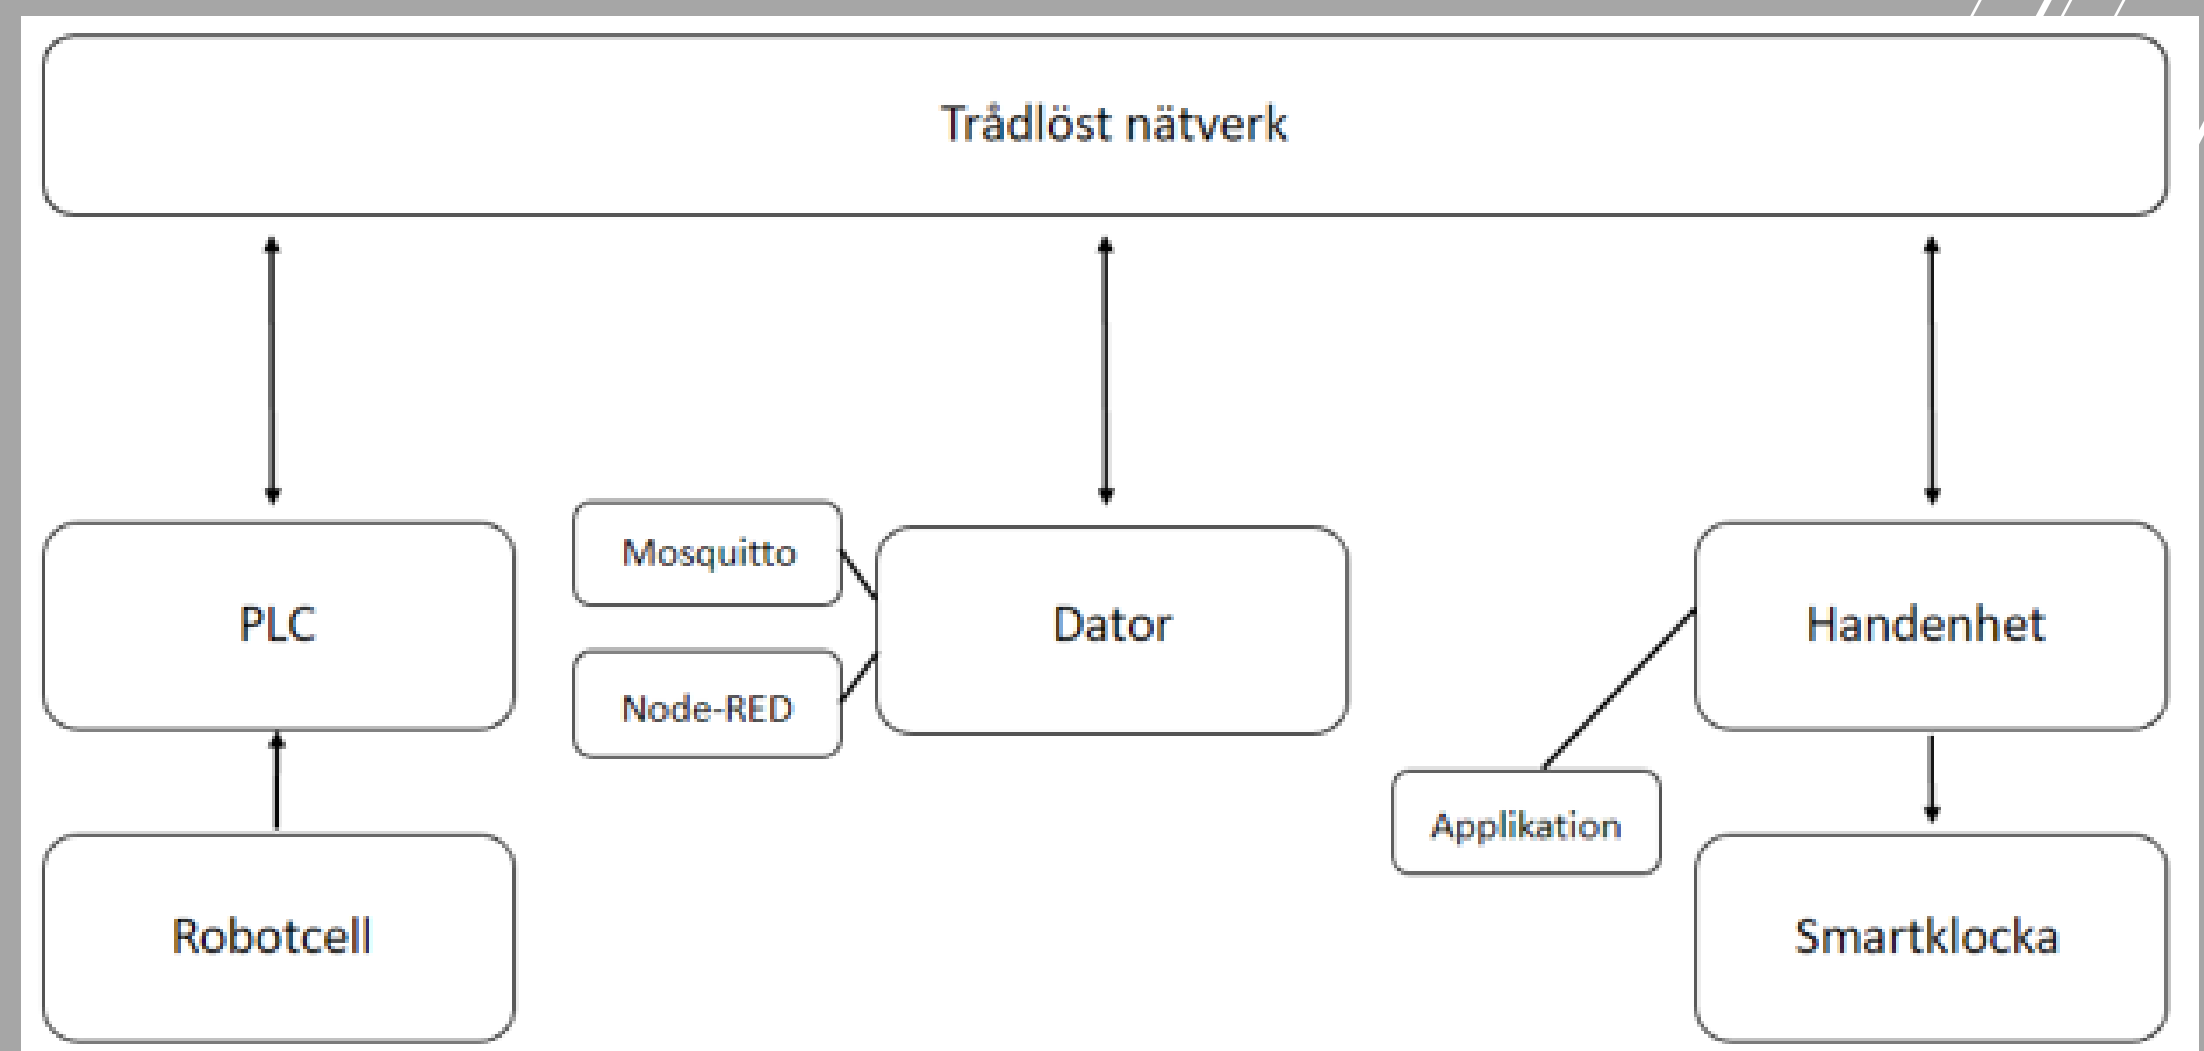 Trådlöst nätverk
Mosquitto
PLC
Dator
Handenhet
Node-RED
Applikation
Robotcell
Smartklocka